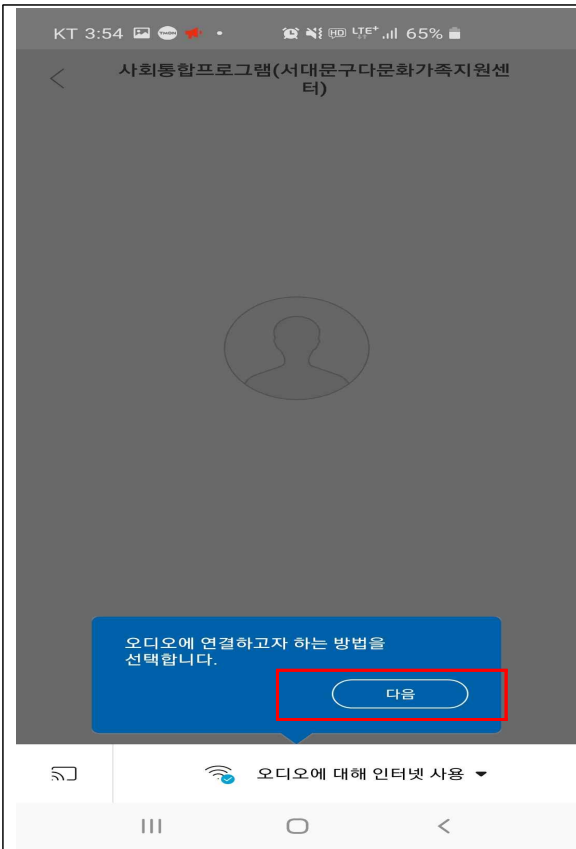 KT 3:54 HD LTE+ 65%
사회통합프로그램(서대문구다문화가족지원센
터)
오디오에 연결하고자 하는 방법을
선택합니다.
다음
오디오에 대해 인터넷 사용